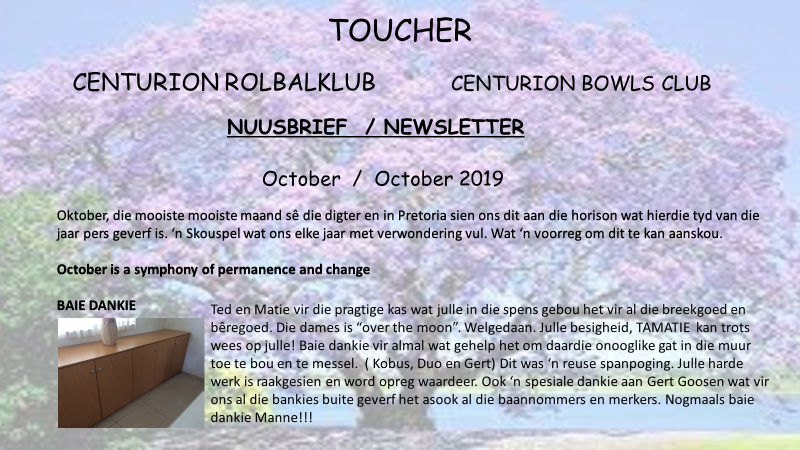 TOUCHER
CENTURION ROLBALKLUB CENTURION BOWLS CLUB
NUUSBRIEF / NEWSLETTER
October / October 2019
Oktober, die mooiste mooiste maand sê die digter en in Pretoria sien ons dit aan die horison wat hierdie tyd van die
jaar pers geverf is. ‘n Skouspel wat ons elke jaar met verwondering vul. Wat ‘n voorreg om dit te kan aanskou.
October is a symphony of permanence and change
BAIE DANKIE
Ted en Matie vir die pragtige kas wat julle in die spens gebou het vir al die breekgoed en
bêregoed. Die dames is “over the moon”. Welgedaan. Julle besigheid, TAMATIE kan trots
wees op julle! Baie dankie vir almal wat gehelp het om daardie onooglike gat in die muur
toe te bou en te messel. ( Kobus, Duo en Gert) Dit was ‘n reuse spanpoging. Julle harde
werk is raakgesien en word opreg waardeer. Ook ‘n spesiale dankie aan Gert Goosen wat vir
ons al die bankies buite geverf het asook al die baannommers en merkers. Nogmaals baie
dankie Manne!!!